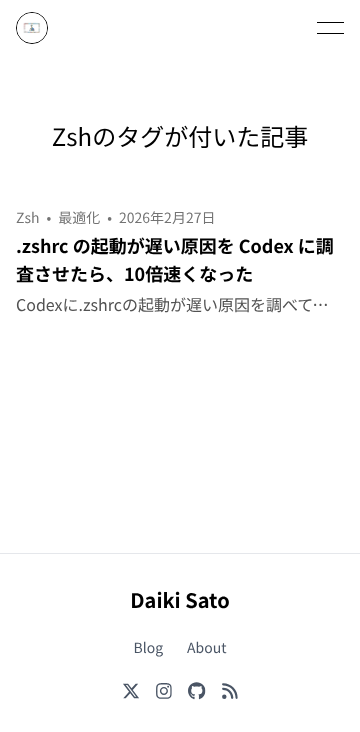 Zshのタグが付いた記事
Zsh • 最適化 • 2026年2月27日
.zshrc の起動が遅い原因を Codex に調
査させたら、10倍速くなった
Codexに.zshrcの起動が遅い原因を調べて…
Daiki Sato
Blog About